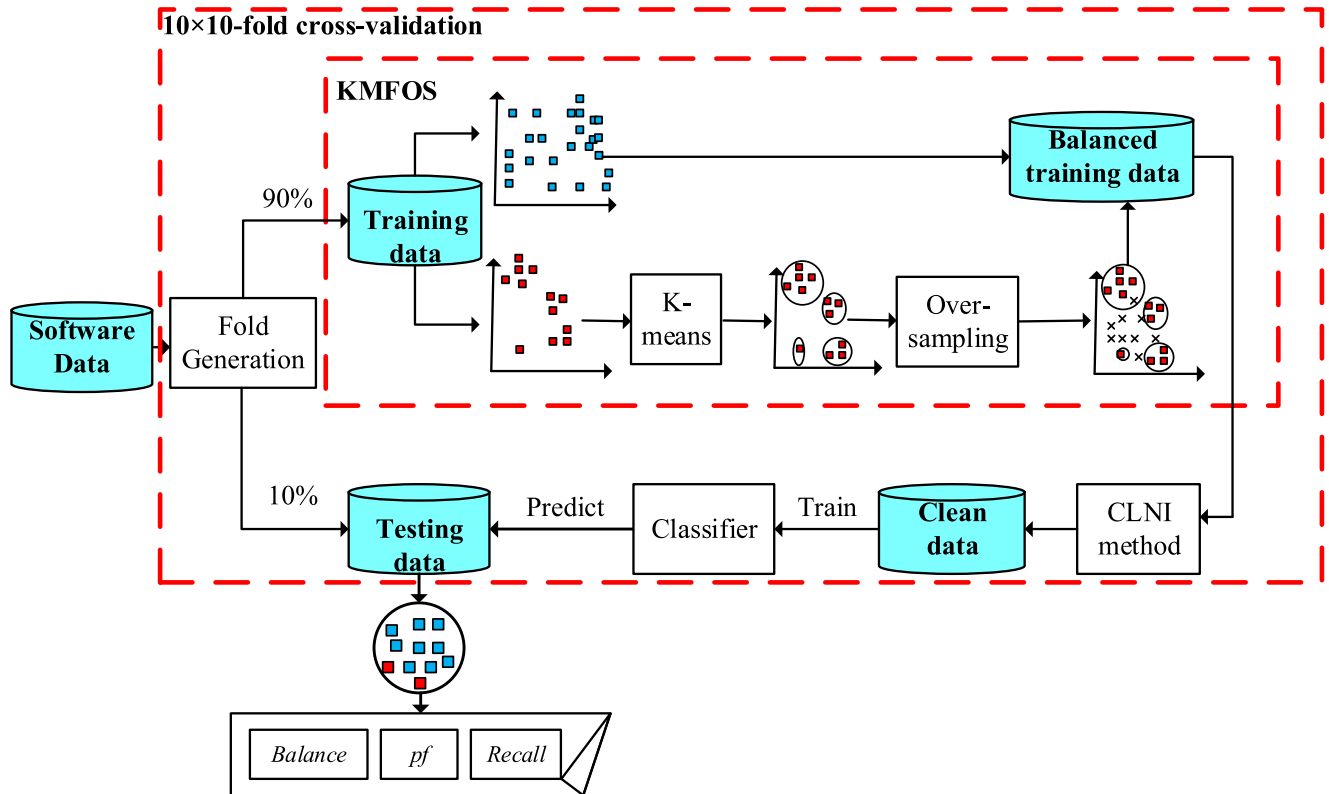 10×10-fold cross-validation
KMFOS
Balanced
training data
90%
Training
data
K-
means
Over-
sampling
Software
Data
Fold
Generation
10%
Testing
data
Predict
Classifier
Train
Clean
data
CLNI
method
Balance
pf
Recall